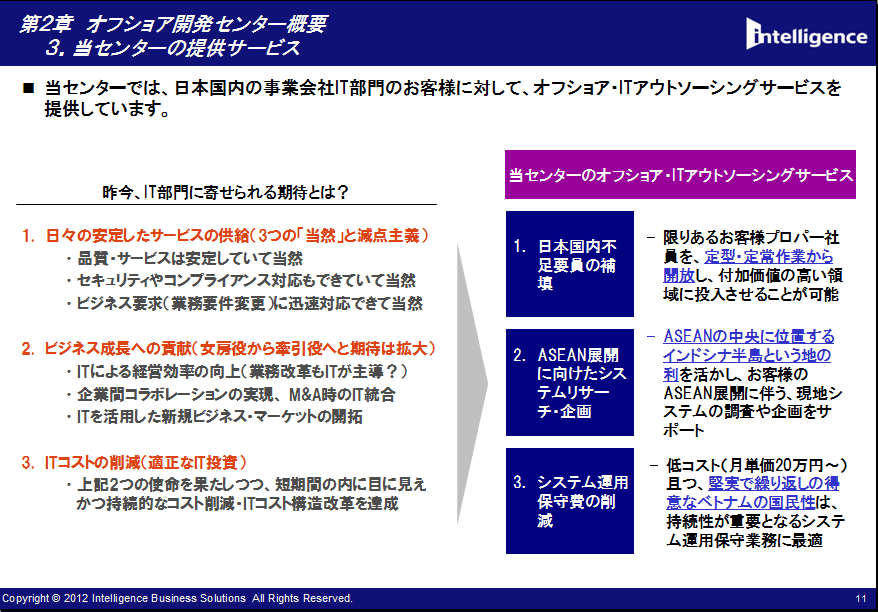 第2章　オフショア開発センター概要
３．当センターの提供サービス
intelligence
■ 当センターでは、日本国内の事業会社IT部門のお客様に対して、オフショア・ITアウトソーシングサービスを
提供しています。
昨今、IT部門に寄せられる期待とは？
1. 日々の安定したサービスの供給（3つの「当然」と減点主義）
・品質・サービスは安定していて当然
・セキュリティやコンプライアンス対応もできていて当然
・ビジネス要求（業務要件変更）に迅速対応できて当然
2. ビジネス成長への貢献（女房役から牽引役へと期待は拡大）
・ITによる経営効率の向上（業務改革もITが主導？）
・企業間コラボレーションの実現、M&A時のIT統合
・ITを活用した新規ビジネス・マーケットの開拓
3. ITコストの削減（適正なIT投資）
・上記2つの使命を果たしつつ、短期間の内に目に見え
かつ持続的なコスト削減・ITコスト構造改革を達成
当センターのオフショア・ITアウトソーシングサービス
1. 日本国内不
足要員の補
填
− 限りあるお客様プロパー社
員を、定型・定常作業から
開放し、付加価値の高い領
域に投入させることが可能
2. ASEAN展開
に向けたシス
テムリサー
チ・企画
− ASEANの中央に位置する
インドシナ半島という地の
利を活かし、お客様の
ASEAN展開に伴う、現地シ
ステムの調査や企画をサ
ポート
3. システム運用
保守費の削
減
− 低コスト（月単価20万円～）
且つ、堅実で繰り返しの得
意なベトナムの国民性は、
持続性が重要となるシステ
ム運用保守業務に最適
Copyright © 2012 Intelligence Business Solutions All Rights Reserved.
11